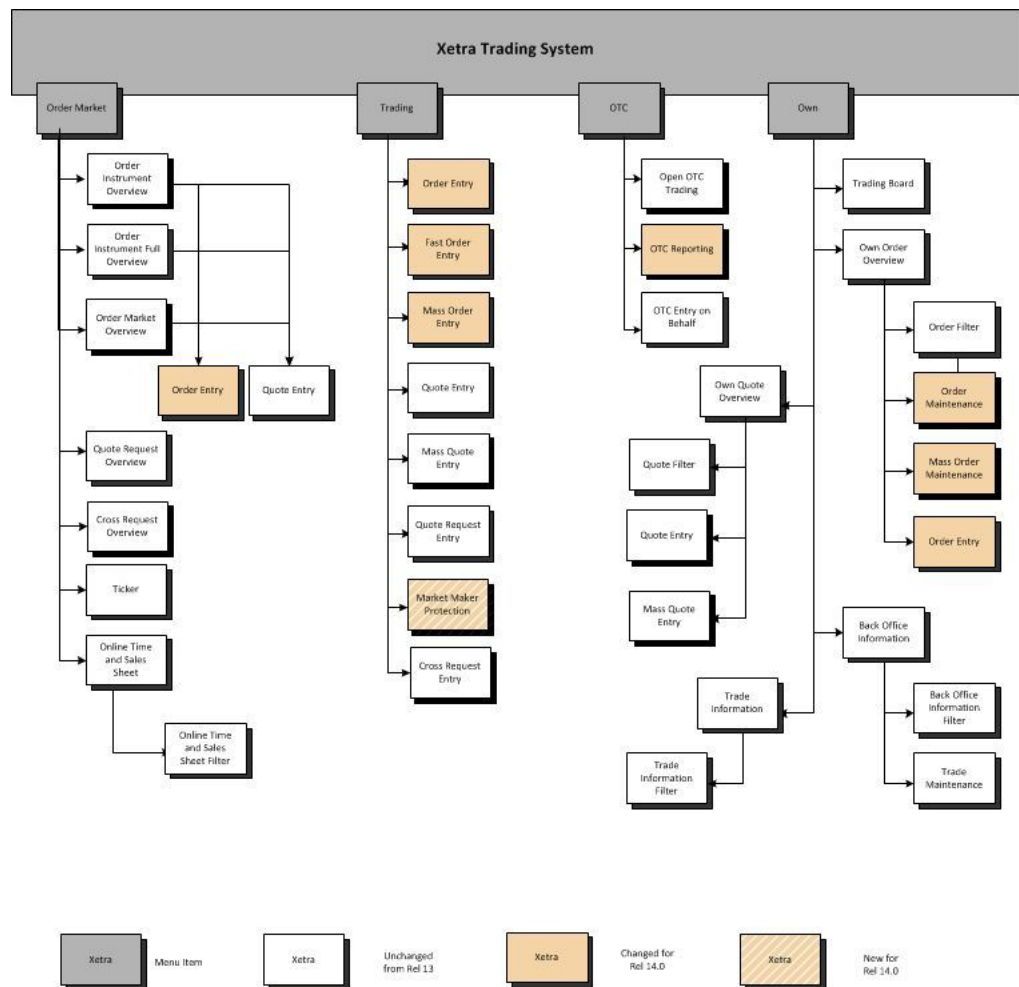 Xetra Trading System
Order Market
Trading
OTC
Own
Order
Instrument
Overview
Order
Instrument Full
Overview
Order Market
Overview
Order Entry
Quote Entry
Quote Request
Overview
Cross Request
Overview
Ticker
Online Time
and Sales
Sheet
Online Time
and Sales
Sheet Filter
Order Entry
Fast Order
Entry
Mass Order
Entry
Quote Entry
Mass Quote
Entry
Quote Request
Entry
Market Maker
Protection
Cross Request
Entry
Open OTC
Trading
OTC Reporting
OTC Entry on
Behalf
Trading Board
Own Order
Overview
Order Filter
Order
Maintenance
Mass Order
Maintenance
Order Entry
Own Quote
Overview
Quote Filter
Quote Entry
Mass Quote
Entry
Back Office
Information
Back Office
Information
Filter
Trade
Maintenance
Trade
Information
Trade
Information
Filter
Xetra
Menu Item
Xetra
Unchanged
from Rel 13
Xetra
Changed for
Rel 14.0
Xetra
New for
Rel 14.0